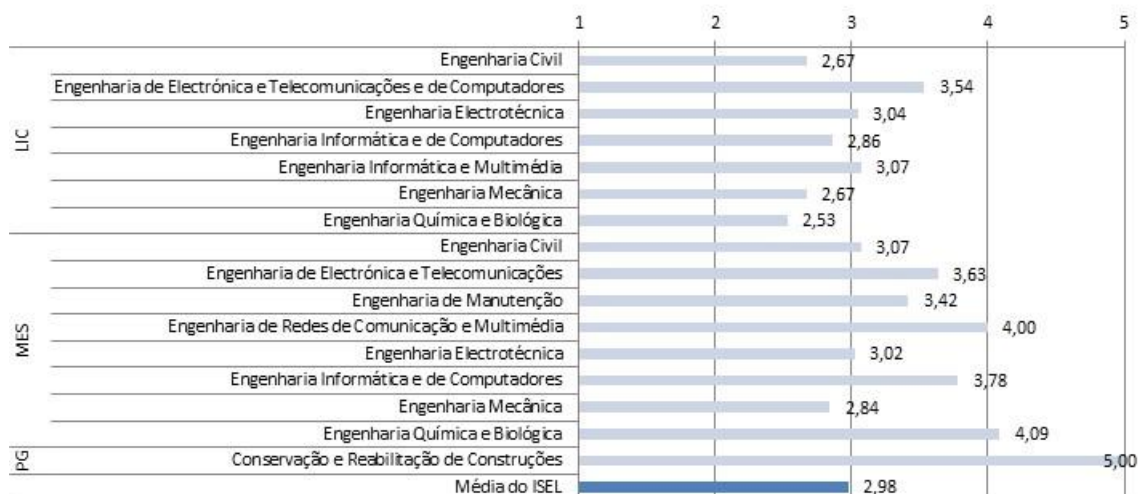 1 2 3 4 5
LIC
Engenharia Civil 2,67
Engenharia de Electrónica e Telecomunicações e de Computadores 3,54
Engenharia Electrotécnica 3,04
Engenharia Informática e de Computadores 2,86
Engenharia Informática e Multimédia 3,07
Engenharia Mecânica 2,67
Engenharia Química e Biológica 2,53
MES
Engenharia Civil 3,07
Engenharia de Electrónica e Telecomunicações 3,63
Engenharia de Manutenção 3,42
Engenharia de Redes de Comunicação e Multimédia 4,00
Engenharia Electrotécnica 3,02
Engenharia Informática e de Computadores 3,78
Engenharia Mecânica 2,84
Engenharia Química e Biológica 4,09
PG
Conservação e Reabilitação de Construções 5,00
Média do ISEL 2,98